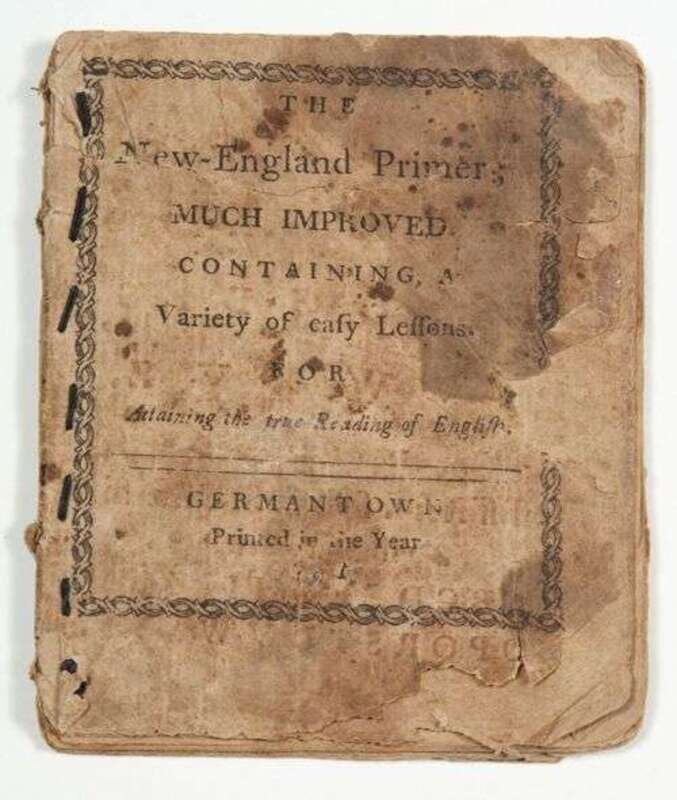 THE
New-England Primer;
MUCH IMPROVED.
CONTAINING, A
Variety of eaſy Leſſons.
FOR
Attaining the true Reading of Engliſh.
GERMANTOWN
Printed in the Year